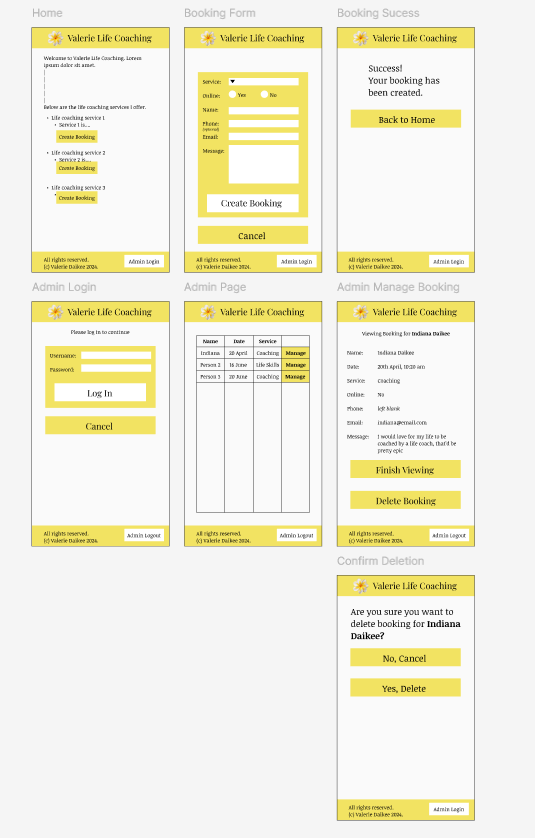 Home
Valerie Life Coaching
Welcome to Valerie Life Coaching. Lorem
ipsum dolor sit amet.
Below are the life coaching services I offer.
• Life coaching service 1
• Service 1 is....
Create Booking
• Life coaching service 2
• Service 2 is....
Create Booking
• Life coaching service 3
Create Booking
All rights reserved.
(c) Valerie Daikee 2024.
Admin Login
Booking Form
Valerie Life Coaching
Service:
Online:
Yes
No
Name:
Phone:
(optional)
Email:
Message:
Create Booking
Cancel
All rights reserved.
(c) Valerie Daikee 2024.
Admin Login
Booking Sucess
Valerie Life Coaching
Success!
Your booking has
been created.
Back to Home
All rights reserved.
(c) Valerie Daikee 2024.
Admin Login
Admin Login
Valerie Life Coaching
Please log in to continue
Username:
Password:
Log In
Cancel
All rights reserved.
(c) Valerie Daikee 2024.
Admin Logout
Admin Page
Valerie Life Coaching
Name Date Service
Indiana 20 April Coaching Manage
Person 2 16 June Life Skills Manage
Person 3 20 June Coaching Manage
All rights reserved.
(c) Valerie Daikee 2024.
Admin Logout
Admin Manage Booking
Valerie Life Coaching
Viewing Booking for Indiana Daikee
Name: Indiana Daikee
Date: 20th April, 10:20 am
Service: Coaching
Online: No
Phone: left blank
Email: indiana@email.com
Message: I would love for my life to be
coached by a life coach, that'd be
pretty epic
Finish Viewing
Delete Booking
All rights reserved.
(c) Valerie Daikee 2024.
Admin Logout
Confirm Deletion
Valerie Life Coaching
Are you sure you want to
delete booking for Indiana
Daikee?
No, Cancel
Yes, Delete
All rights reserved.
(c) Valerie Daikee 2024.
Admin Login